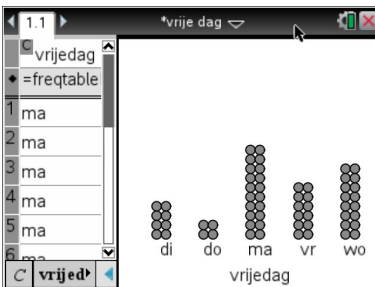 1.1 *vrije dag
C vrijedag
=freqtable
1 ma
2 ma
3 ma
4 ma
5 ma
6 ma
C vrijed
di do ma vr wo
vrijedag